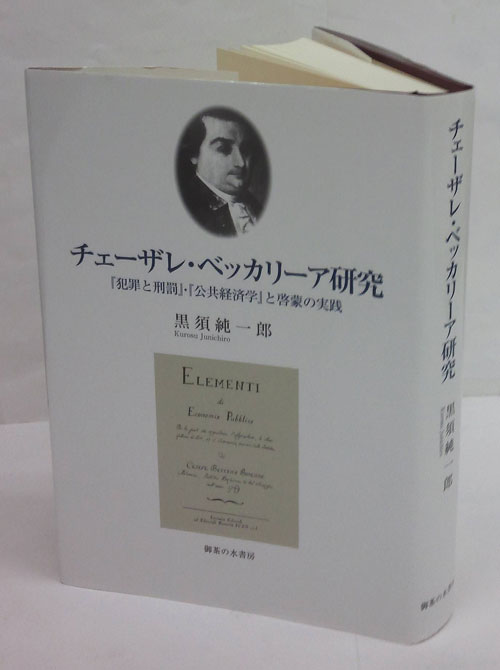 チェーザレ・ベッカリーア研究
『犯罪と刑罰』・『公共経済学』と啓蒙の実践
黒須純一郎
Kurosu Junichiro
ELEMENTI
di
Economia Pubblica
御茶の水書房
チェーザレ・ベッカリーア研究
黒須純一郎
Kurosu Junichiro
御茶の水書房